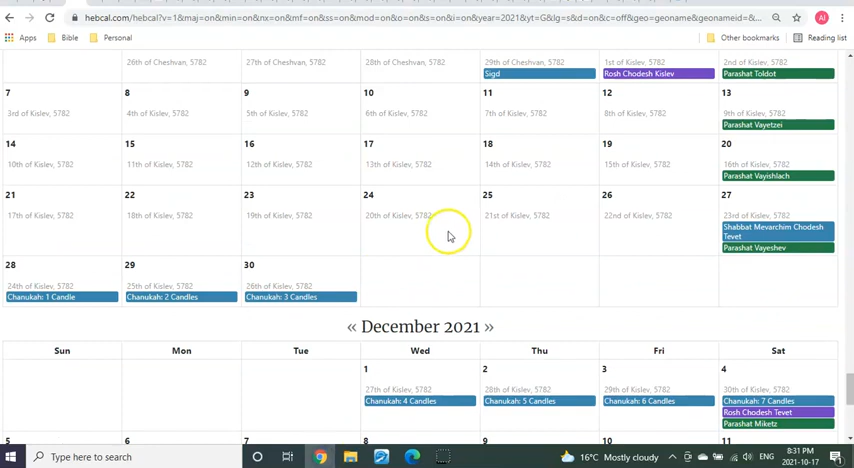 hebcal.com/hebcal?v=1&maj=on&min=on&nx=on&mf=on&ss=on&mod=on&o=on&s=on&i=on&year=2021&yt=G&lg=s&d=on&c=off&geo=geoname&geonameid=&...
AI
Apps Bible Personal Other bookmarks Reading list
26th of Cheshvan, 5782 27th of Cheshvan, 5782 28th of Cheshvan, 5782 29th of Cheshvan, 5782 1st of Kislev, 5782 2nd of Kislev, 5782
Sigd Rosh Chodesh Kislev Parashat Toldot
7 8 9 10 11 12 13
3rd of Kislev, 5782 4th of Kislev, 5782 5th of Kislev, 5782 6th of Kislev, 5782 7th of Kislev, 5782 8th of Kislev, 5782 9th of Kislev, 5782
Parashat Vayetzei
14 15 16 17 18 19 20
10th of Kislev, 5782 11th of Kislev, 5782 12th of Kislev, 5782 13th of Kislev, 5782 14th of Kislev, 5782 15th of Kislev, 5782 16th of Kislev, 5782
Parashat Vayishlach
21 22 23 24 25 26 27
17th of Kislev, 5782 18th of Kislev, 5782 19th of Kislev, 5782 20th of Kislev, 5782 21st of Kislev, 5782 22nd of Kislev, 5782 23rd of Kislev, 5782
Shabbat Mevarchim Chodesh
Tevet
Parashat Vayeshev
28 29 30
24th of Kislev, 5782 25th of Kislev, 5782 26th of Kislev, 5782
Chanukah: 1 Candle Chanukah: 2 Candles Chanukah: 3 Candles
« December 2021 »
Sun Mon Tue Wed Thu Fri Sat
1 2 3 4
27th of Kislev, 5782 28th of Kislev, 5782 29th of Kislev, 5782 30th of Kislev, 5782
Chanukah: 4 Candles Chanukah: 5 Candles Chanukah: 6 Candles Chanukah: 7 Candles
Rosh Chodesh Tevet
Parashat Miketz
5 6 7 8 9 10 11
Type here to search 16°C Mostly cloudy ENG 8:31 PM
2021-10-17